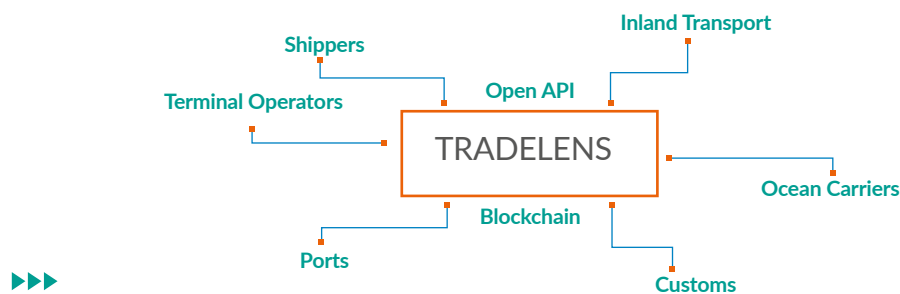 Inland Transport
Shippers
Open API
Terminal Operators
TRADELENS
Ocean Carriers
Blockchain
Ports
Customs